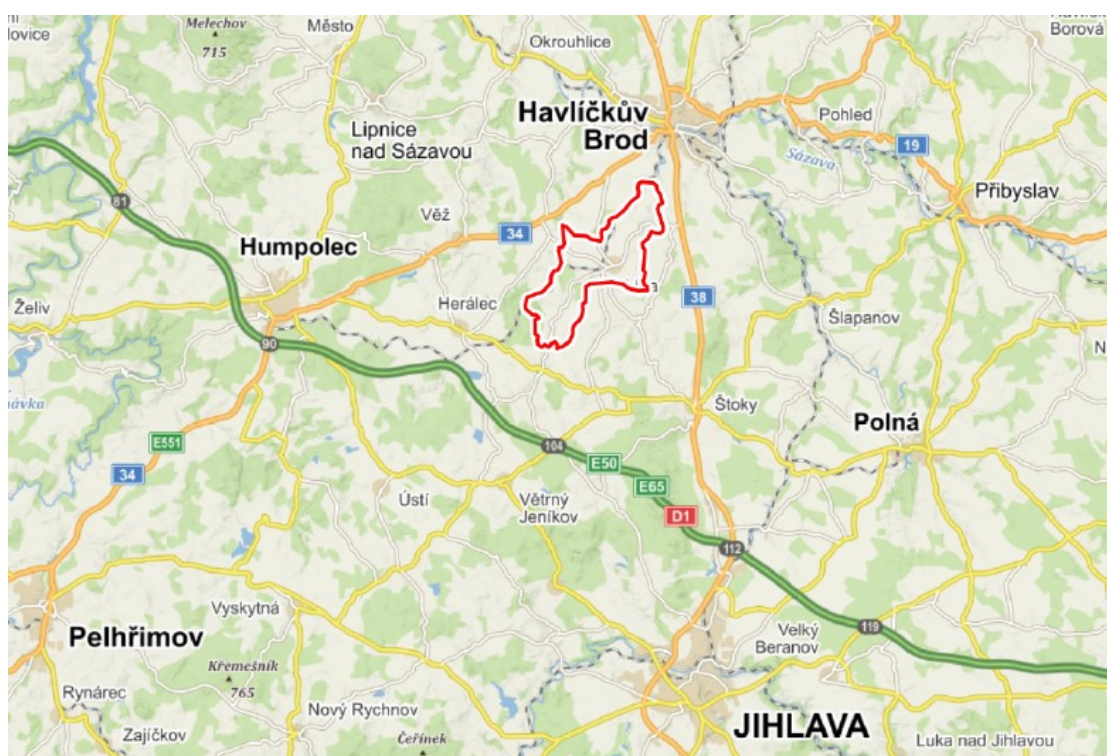 Melechov
715
Město
Okrouhlice
Borová
Havlíčkův
Brod
Pohled
Lipnice
nad Sázavou
Sázava
19
Přibyslav
81
Věž
34
Humpolec
Želiv
Herálec
38
Šlapanov
90
Štoky
Polná
E551
104
E50
34
E65
Ústí
Větrný
Jeníkov
D1
112
Vyskytná
119
Velký
Beranov
Pelhřimov
Křemešník
765
Rynárec
Nový Rychnov
JIHLAVA
Zajíčkov
Čeřínek
Luka nad Jihlavou